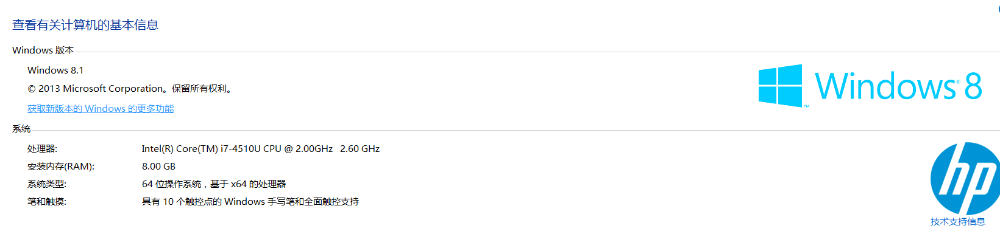 查看有关计算机的基本信息
Windows 版本
Windows 8.1
© 2013 Microsoft Corporation。保留所有权利。
获取新版本的 Windows 的更多功能
Windows® 8™
系统
处理器: Intel(R) Core(TM) i7-4510U CPU @ 2.00GHz 2.60 GHz
安装内存(RAM): 8.00 GB
系统类型: 64 位操作系统，基于 x64 的处理器
笔和触摸: 具有 10 个触控点的 Windows 手写笔和全面触控支持
hp
技术支持信息